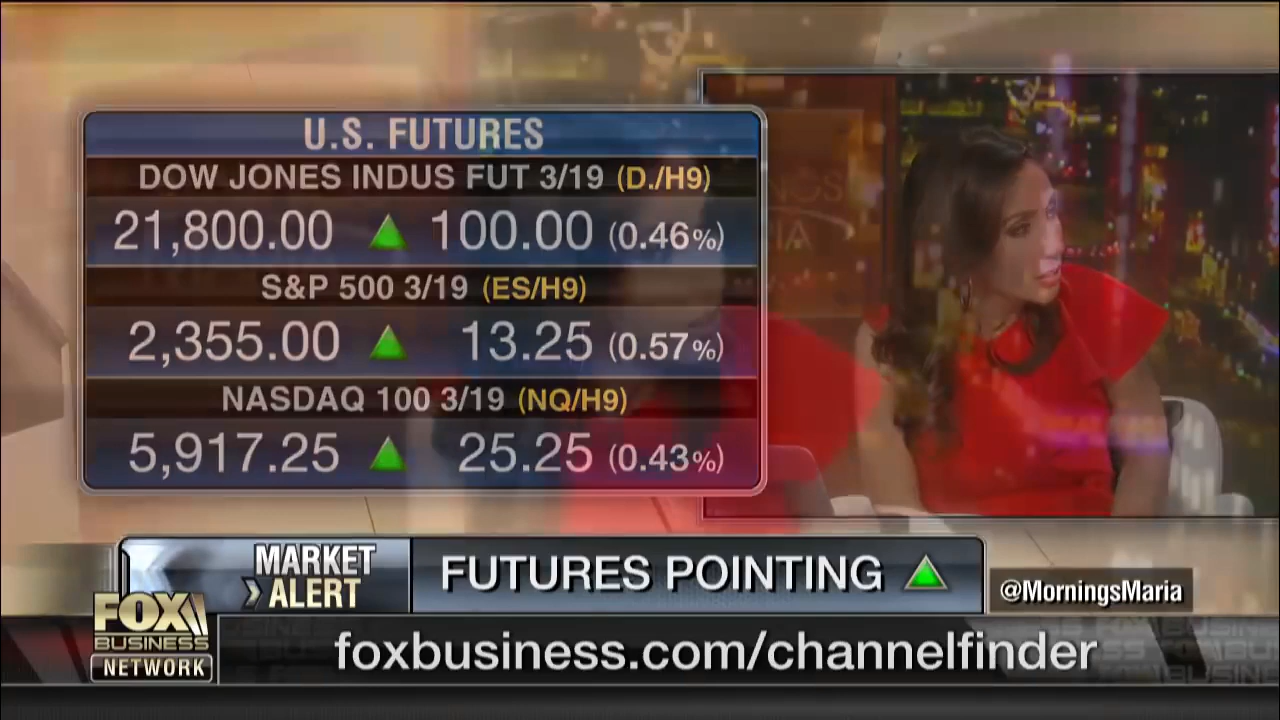 U.S. FUTURES
DOW JONES INDUS FUT 3/19 (D./H9)
21,800.00 ▲ 100.00 (0.46%)
S&P 500 3/19 (ES/H9)
2,355.00 ▲ 13.25 (0.57%)
NASDAQ 100 3/19 (NQ/H9)
5,917.25 ▲ 25.25 (0.43%)
MARKET
ALERT
FUTURES POINTING ▲
@MorningsMaria
FOX
BUSINESS
NETWORK
foxbusiness.com/channelfinder